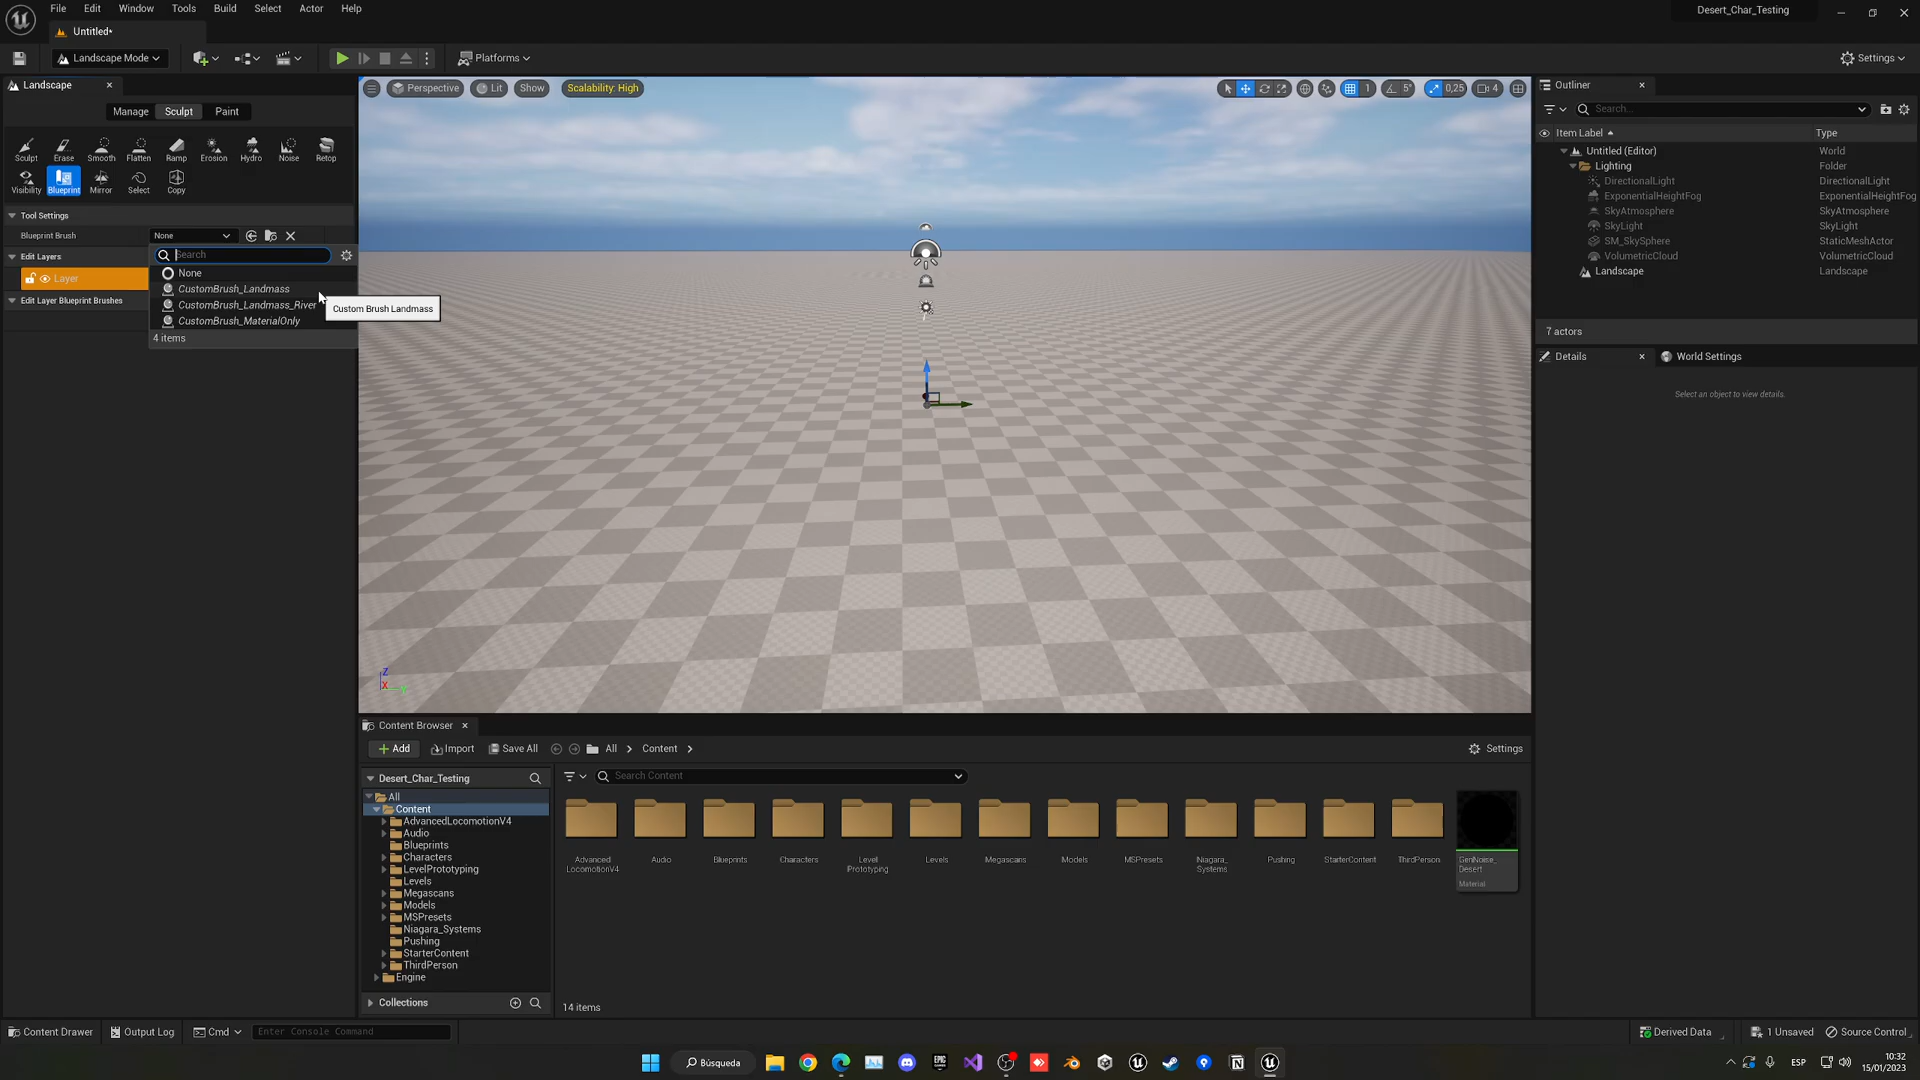 File Edit Window Tools Build Select Actor Help
Desert_Char_Testing
Untitled*
Landscape Mode
Platforms
Settings
Landscape
Manage Sculpt Paint
Sculpt Erase Smooth Flatten Ramp Erosion Hydro Noise Retop
Visibility Blueprint Mirror Select Copy
Tool Settings
Blueprint Brush None
Edit Layers
Search
Layer
None
CustomBrush_Landmass
Edit Layer Blueprint Brushes
CustomBrush_Landmass_River
CustomBrush_MaterialOnly
4 items
Custom Brush Landmass
Perspective Lit Show Scalability: High
1 5° 0,25 4
Z
X
Y
Outliner
Search...
Item Label Type
Untitled (Editor) World
Lighting Folder
DirectionalLight DirectionalLight
ExponentialHeightFog ExponentialHeightFog
SkyAtmosphere SkyAtmosphere
SkyLight SkyLight
SM_SkySphere StaticMeshActor
VolumetricCloud VolumetricCloud
Landscape Landscape
7 actors
Details World Settings
Select an object to view details.
Content Browser
Add Import Save All All Content Settings
Desert_Char_Testing
All
Content
AdvancedLocomotionV4
Audio
Blueprints
Characters
LevelPrototyping
Levels
Megascans
Models
MSPresets
Niagara_Systems
Pushing
StarterContent
ThirdPerson
Engine
Collections
Search Content
Advanced LocomotionV4
Audio
Blueprints
Characters
Level Prototyping
Levels
Megascans
Models
MSPresets
Niagara_ Systems
Pushing
StarterContent
ThirdPerson
GenNoise_ Desert
Material
14 items
Content Drawer Output Log Cmd Enter Console Command
Derived Data 1 Unsaved Source Control
Búsqueda
EPIC
ESP
10:32
15/01/2023